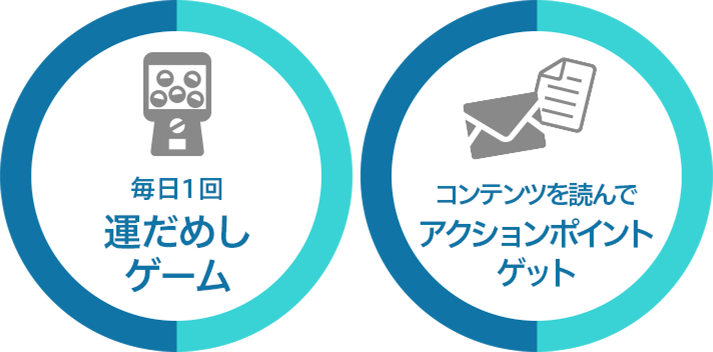 毎日1回
運だめし
ゲーム
コンテンツを読んで
アクションポイント
ゲット